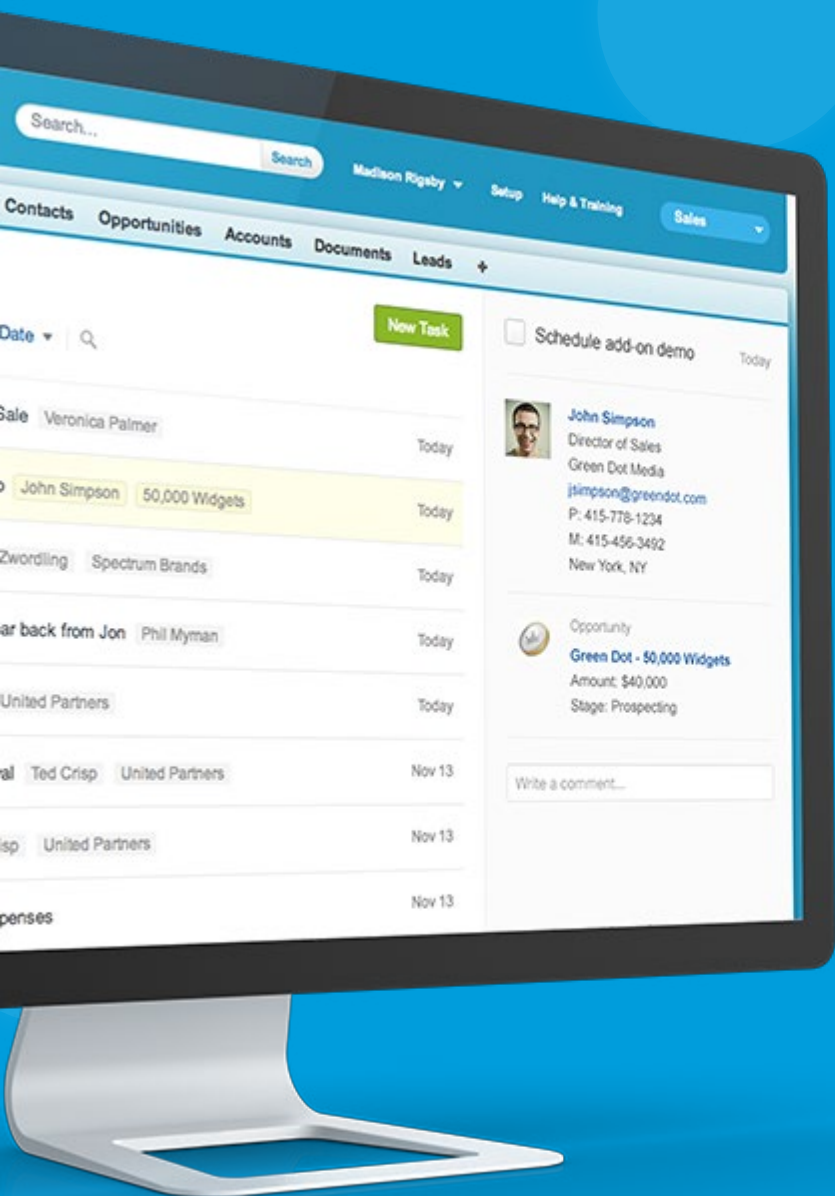 Search...
Search
Madison Rigsby
Setup
Help & Training
Sales
Contacts
Opportunities
Accounts
Documents
Leads
+
Date
New Task
Sale Veronica Palmer
Today
John Simpson 50,000 Widgets
Today
Zwordling Spectrum Brands
Today
back from Jon Phil Myman
Today
United Partners
Today
Ted Crisp United Partners
Nov 13
United Partners
Nov 13
Nov 13
Schedule add-on demo
Today
John Simpson
Director of Sales
Green Dot Media
jsimpson@greendot.com
P: 415-778-1234
M: 415-456-3492
New York, NY
Opportunity
Green Dot - 50,000 Widgets
Amount: $40,000
Stage: Prospecting
Write a comment...